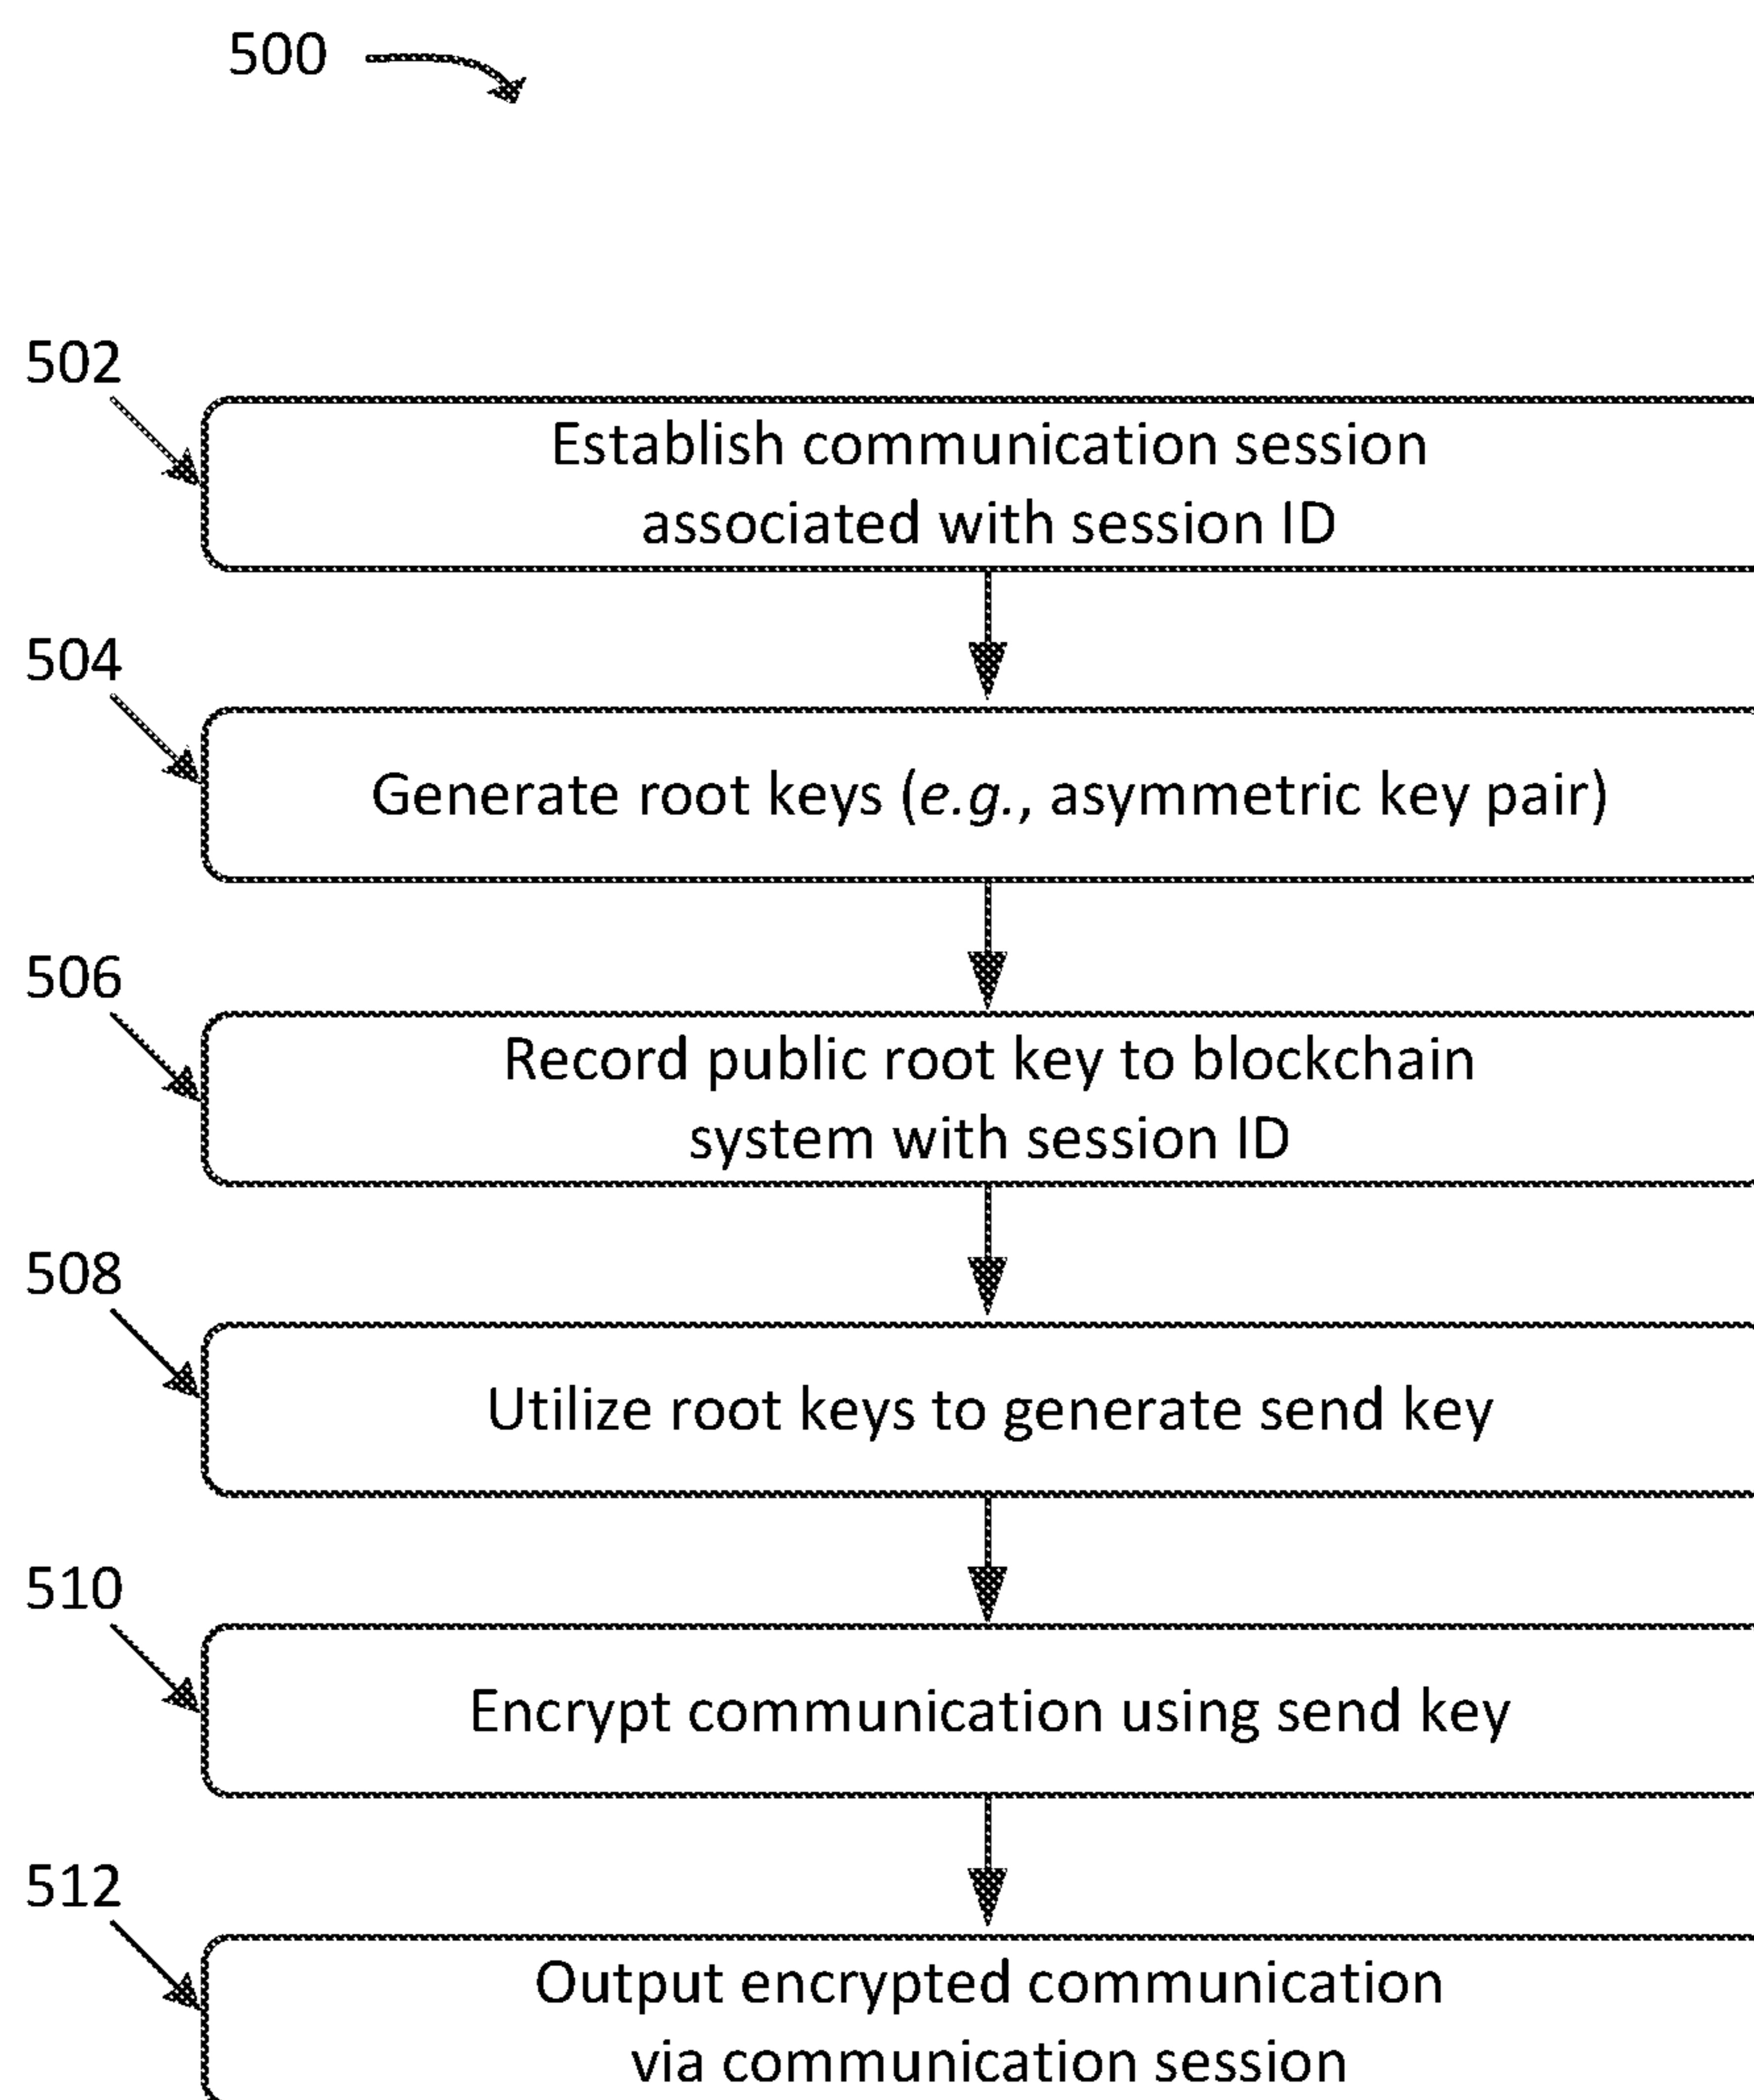 500
502
Establish communication session
associated with session ID
504
Generate root keys (e.g., asymmetric key pair)
506
Record public root key to blockchain
system with session ID
508
Utilize root keys to generate send key
510
Encrypt communication using send key
512
Output encrypted communication
via communication session